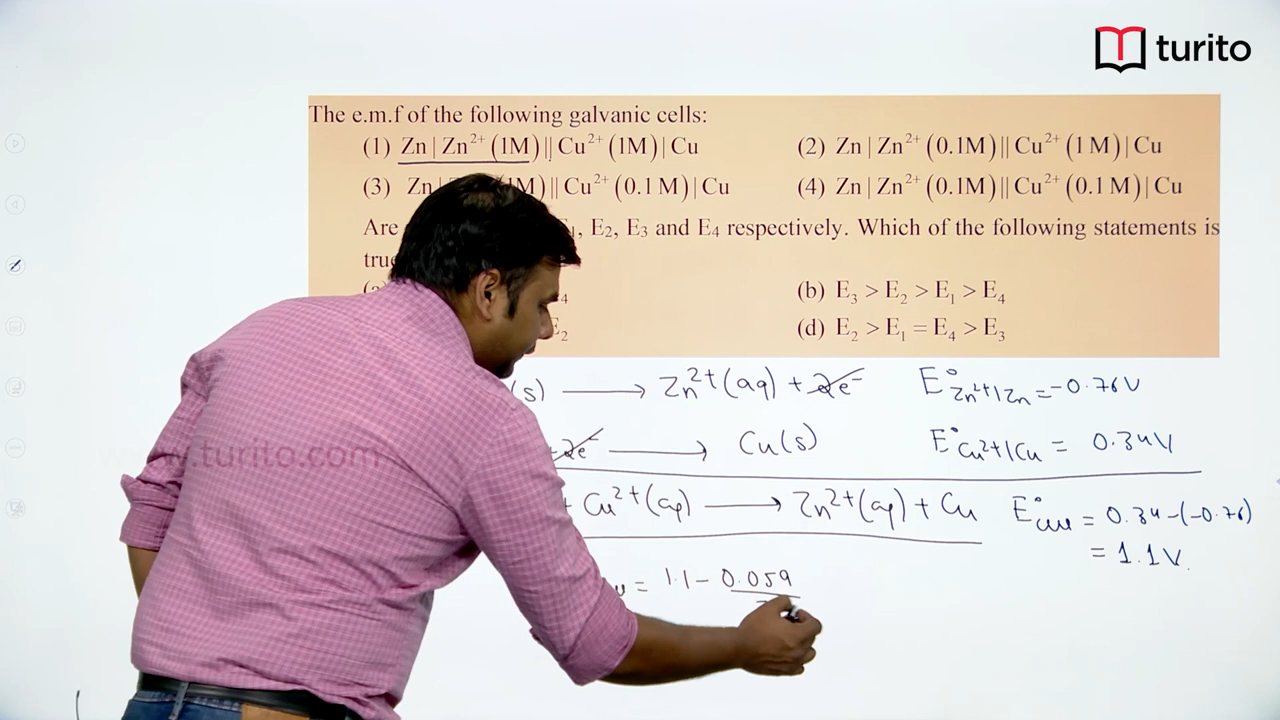 turito
The e.m.f of the following galvanic cells:
(1) Zn | Zn²⁺ (1M) || Cu²⁺ (1M) | Cu
(2) Zn | Zn²⁺ (0.1M) || Cu²⁺ (1M) | Cu
(3) Zn M) || Cu²⁺ (0.1M) | Cu
(4) Zn | Zn²⁺ (0.1M) || Cu²⁺ (0.1M) | Cu
Are , E₂, E₃ and E₄ respectively. Which of the following statements is
true
(b) E₃ > E₂ > E₁ > E₄
(d) E₂ > E₁ = E₄ > E₃
(s) ⟶ Zn²⁺(aq) + 2e⁻ E°Zn²⁺|Zn = -0.76V
+2e⁻ ⟶ Cu(s) E°Cu²⁺|Cu = 0.34V
+ Cu²⁺(aq) ⟶ Zn²⁺(aq) + Cu E°cell = 0.34-(-0.76)
= 1.1V.
= 1.1 - 0.059
www.turito.com